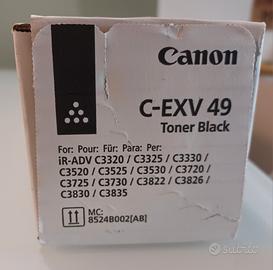 Canon
C-EXV 49
Toner Black
For: Pour: Für: Para: Per:
iR-ADV C3320 / C3325 / C3330 /
C3520 / C3525 / C3530 / C3720 /
C3725 / C3730 / C3822 / C3826 /
C3830 / C3835
MC:
8524B002[AB]
subito